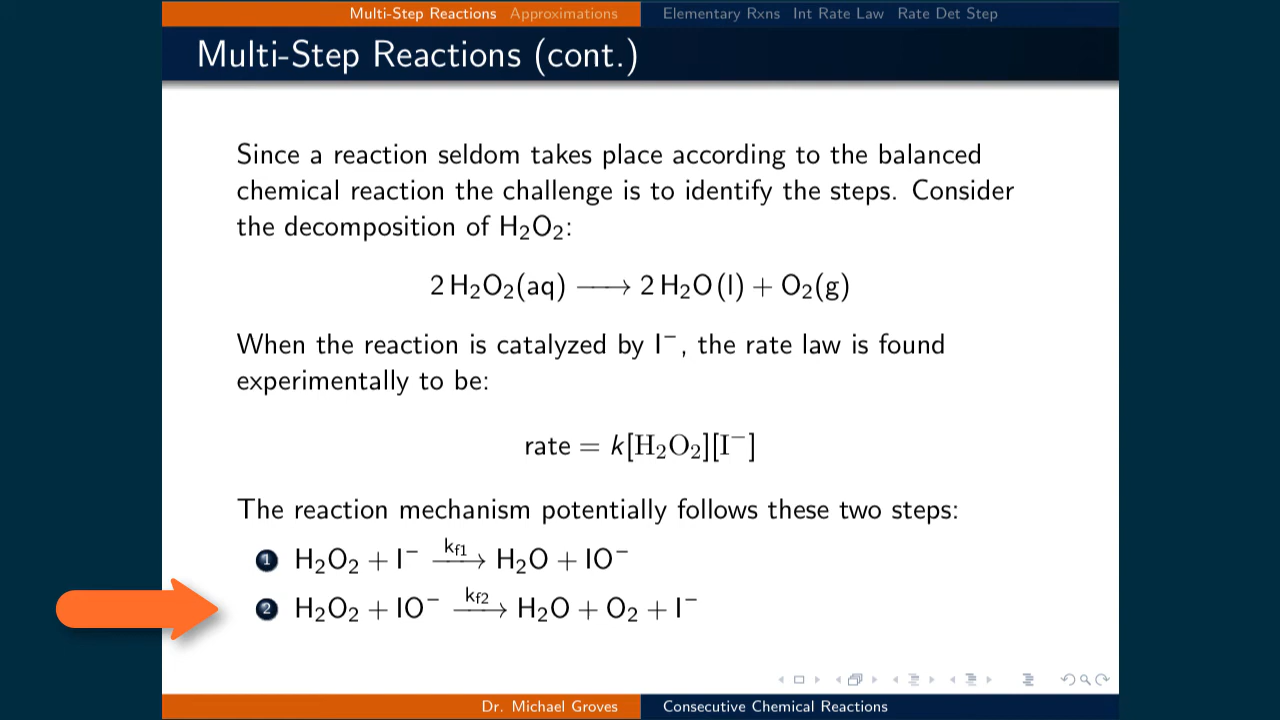 Multi-Step Reactions Approximations Elementary Rxns Int Rate Law Rate Det Step
Multi-Step Reactions (cont.)
Since a reaction seldom takes place according to the balanced
chemical reaction the challenge is to identify the steps. Consider
the decomposition of H₂O₂:
2 H₂O₂(aq) ⟶ 2 H₂O (l) + O₂(g)
When the reaction is catalyzed by I⁻, the rate law is found
experimentally to be:
rate = k[H₂O₂][I⁻]
The reaction mechanism potentially follows these two steps:
1 H₂O₂ + I⁻ —kf1→ H₂O + IO⁻
2 H₂O₂ + IO⁻ —kf2→ H₂O + O₂ + I⁻
Dr. Michael Groves Consecutive Chemical Reactions